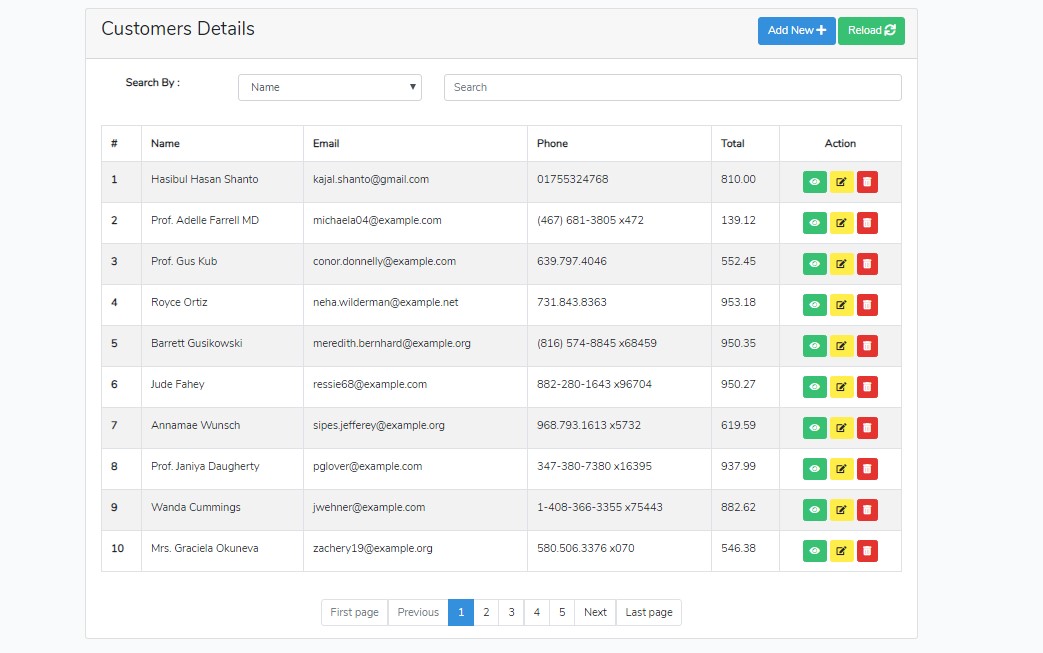 Customers Details Add New Reload
Search By : Name Search
# Name Email Phone Total Action
1 Hasibul Hasan Shanto kajal.shanto@gmail.com 01755324768 810.00
2 Prof. Adelle Farrell MD michaela04@example.com (467) 681-3805 x472 139.12
3 Prof. Gus Kub conor.donnelly@example.com 639.797.4046 552.45
4 Royce Ortiz neha.wilderman@example.net 731.843.8363 953.18
5 Barrett Gusikowski meredith.bernhard@example.org (816) 574-8845 x68459 950.35
6 Jude Fahey ressie68@example.com 882-280-1643 x96704 950.27
7 Annamae Wunsch sipes.jefferey@example.org 968.793.1613 x5732 619.59
8 Prof. Janiya Daugherty pglover@example.com 347-380-7380 x16395 937.99
9 Wanda Cummings jwehner@example.com 1-408-366-3355 x75443 882.62
10 Mrs. Graciela Okuneva zachery19@example.org 580.506.3376 x070 546.38
First page Previous 1 2 3 4 5 Next Last page